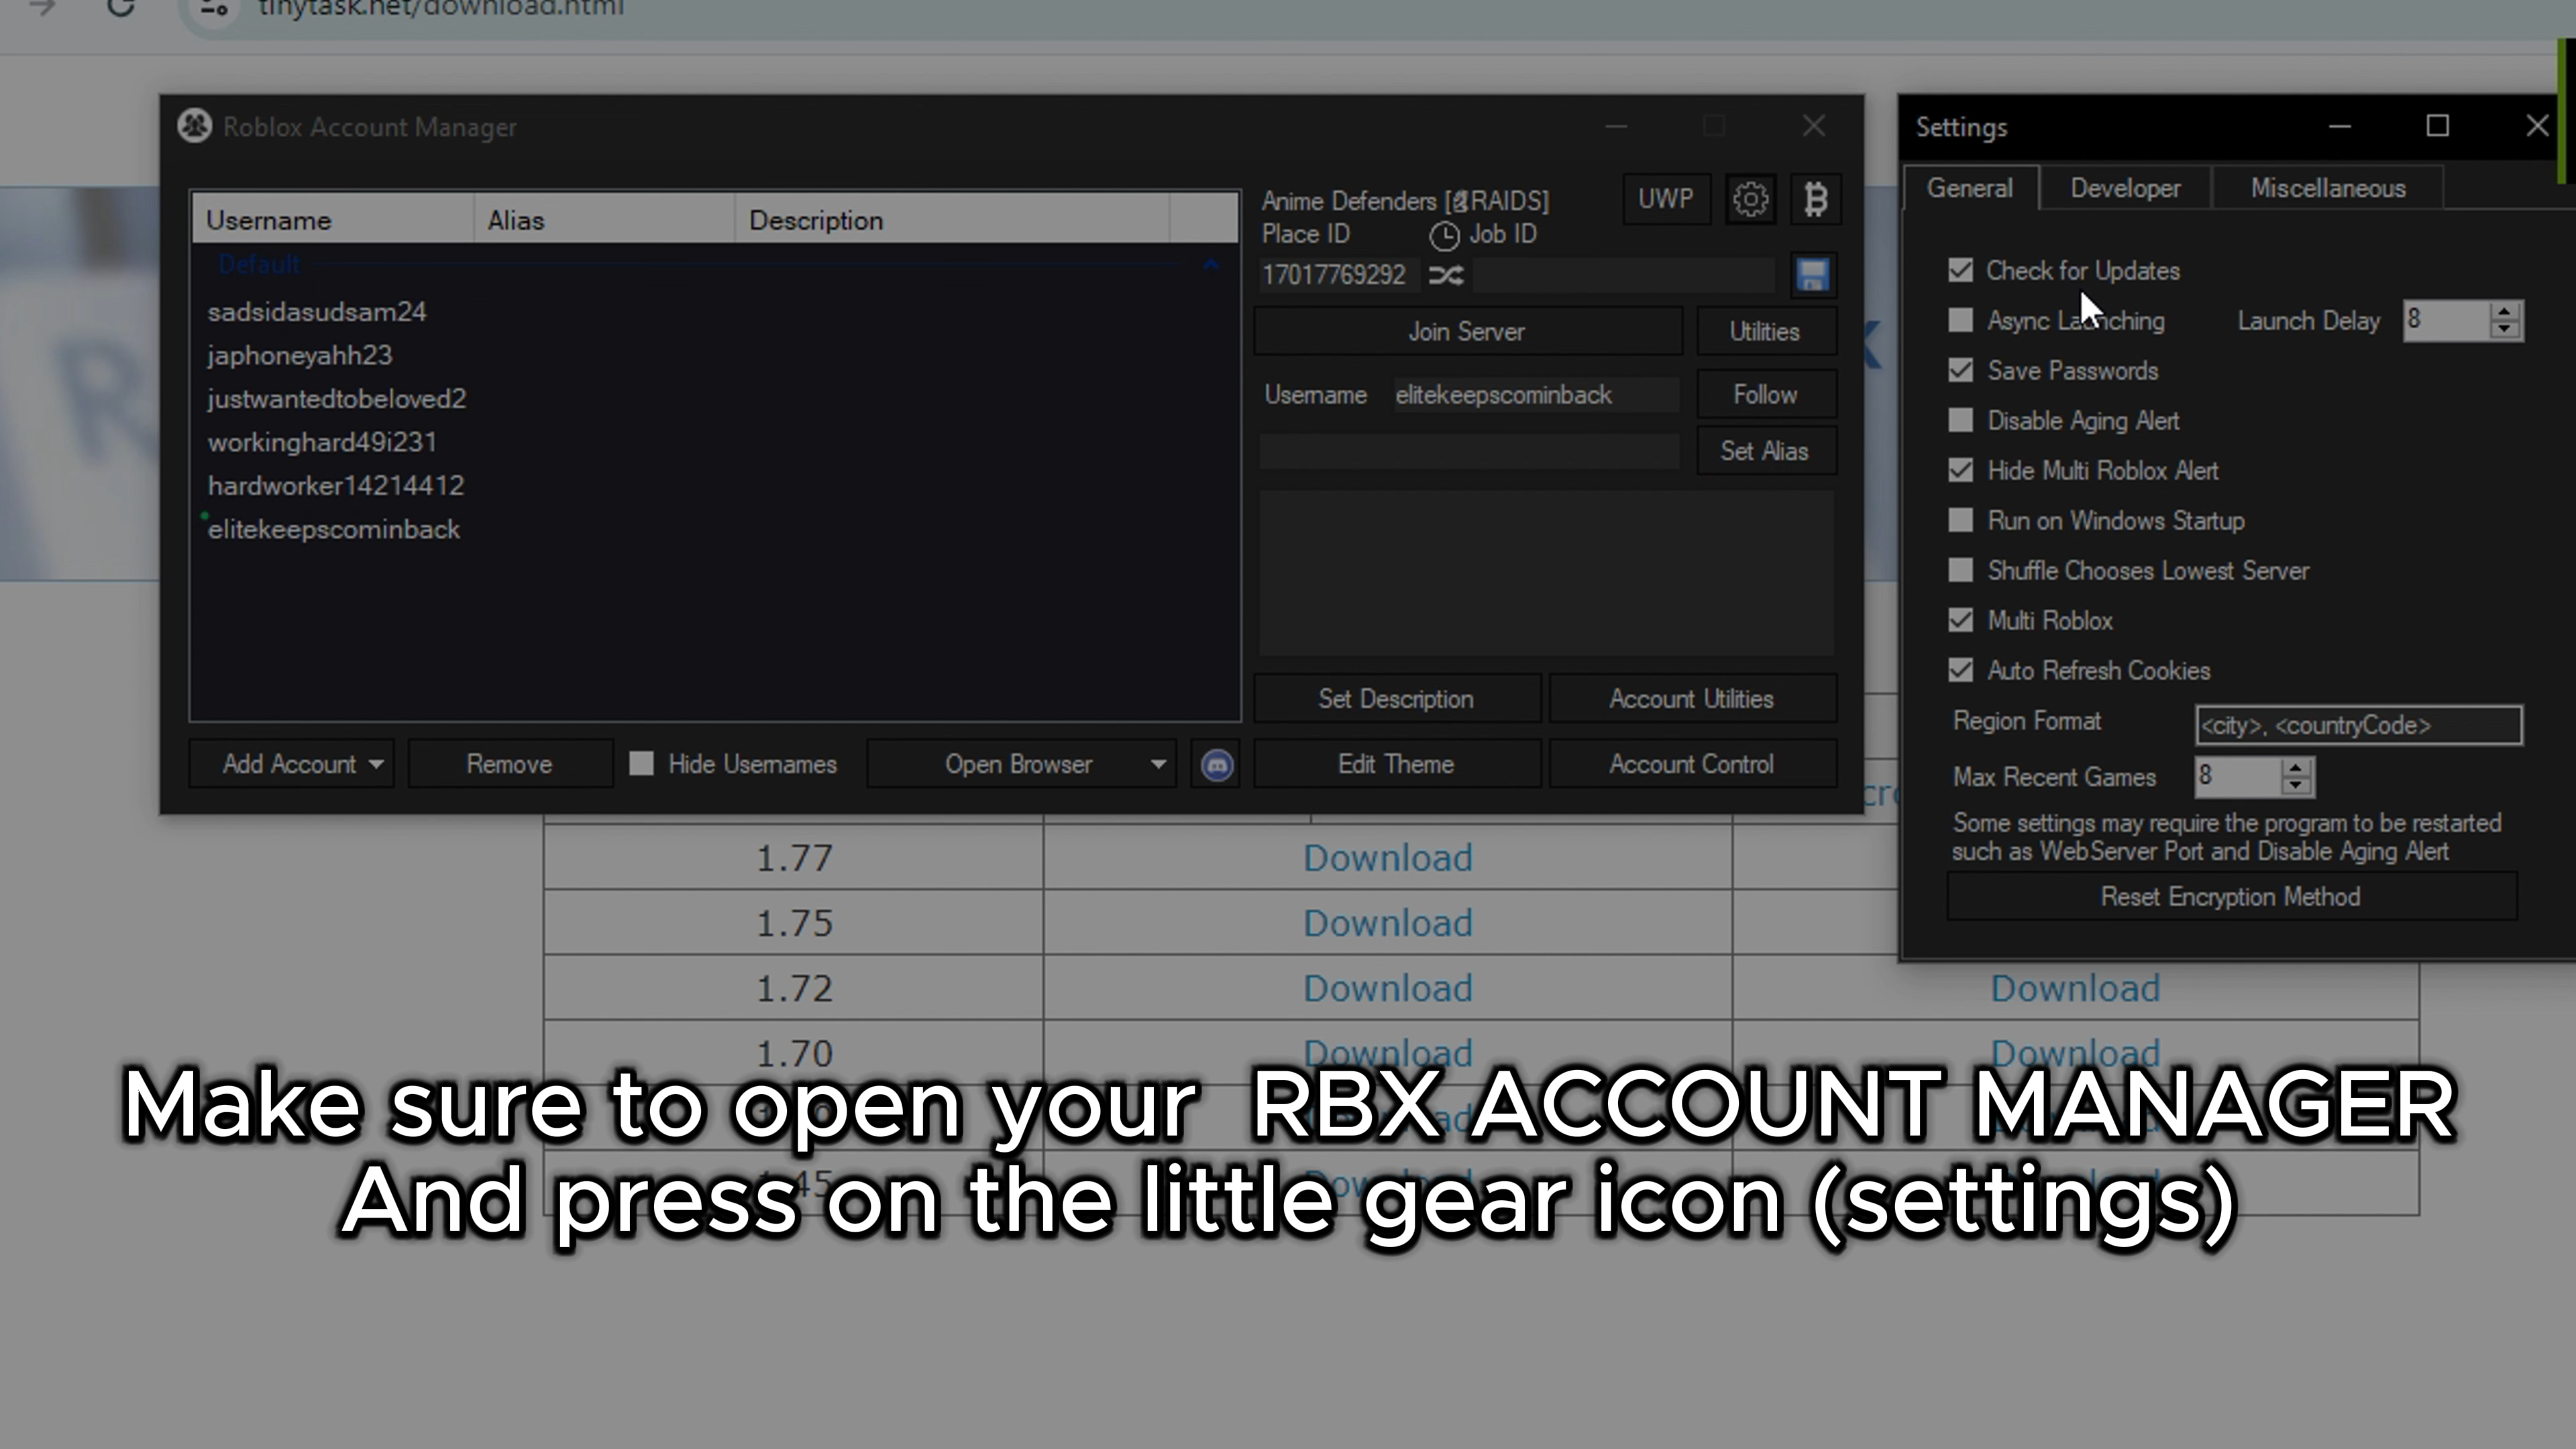 tinytask.net/download.html
Roblox Account Manager
Username Alias Description
Default
sadsidasudsam24
japhoneyahh23
justwantedtobeloved2
workinghard49i231
hardworker14214412
elitekeepscominback
Add Account Remove Hide Usernames Open Browser
Anime Defenders [RAIDS]
UWP
Place ID Job ID
17017769292
Join Server Utilities
Username elitekeepscominback Follow
Set Alias
Set Description Account Utilities
Edit Theme Account Control
Settings
General Developer Miscellaneous
Check for Updates
Async Launching Launch Delay 8
Save Passwords
Disable Aging Alert
Hide Multi Roblox Alert
Run on Windows Startup
Shuffle Chooses Lowest Server
Multi Roblox
Auto Refresh Cookies
Region Format <city>, <countryCode>
Max Recent Games 8
Some settings may require the program to be restarted
such as WebServer Port and Disable Aging Alert
Reset Encryption Method
1.77 Download
1.75 Download
1.72 Download Download
1.70 Download Download
Make sure to open your RBX ACCOUNT MANAGER
And press on the little gear icon (settings)